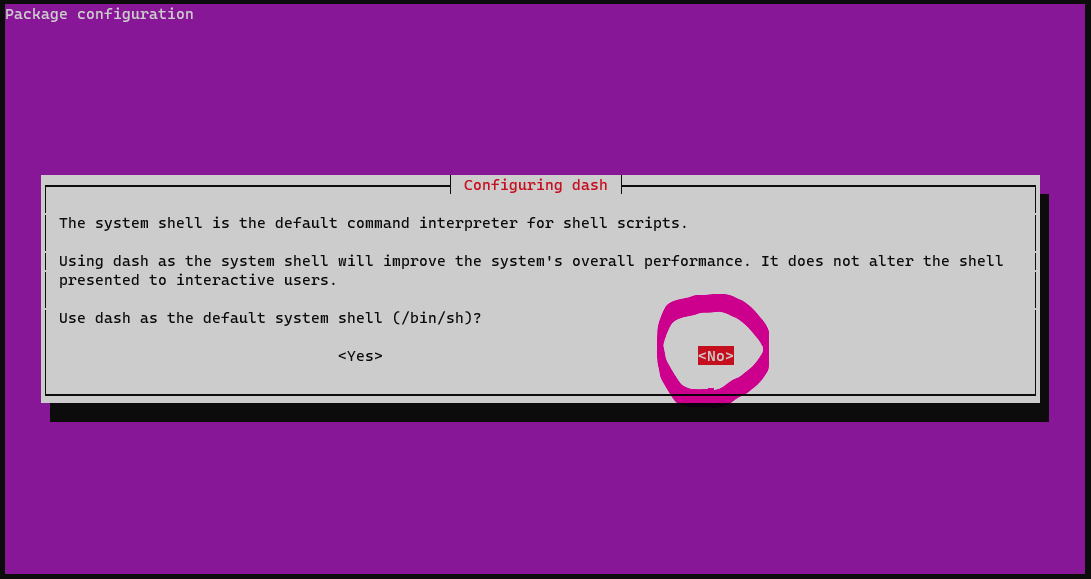 Package configuration
Configuring dash
The system shell is the default command interpreter for shell scripts.
Using dash as the system shell will improve the system's overall performance. It does not alter the shell
presented to interactive users.
Use dash as the default system shell (/bin/sh)?
<Yes> <No>